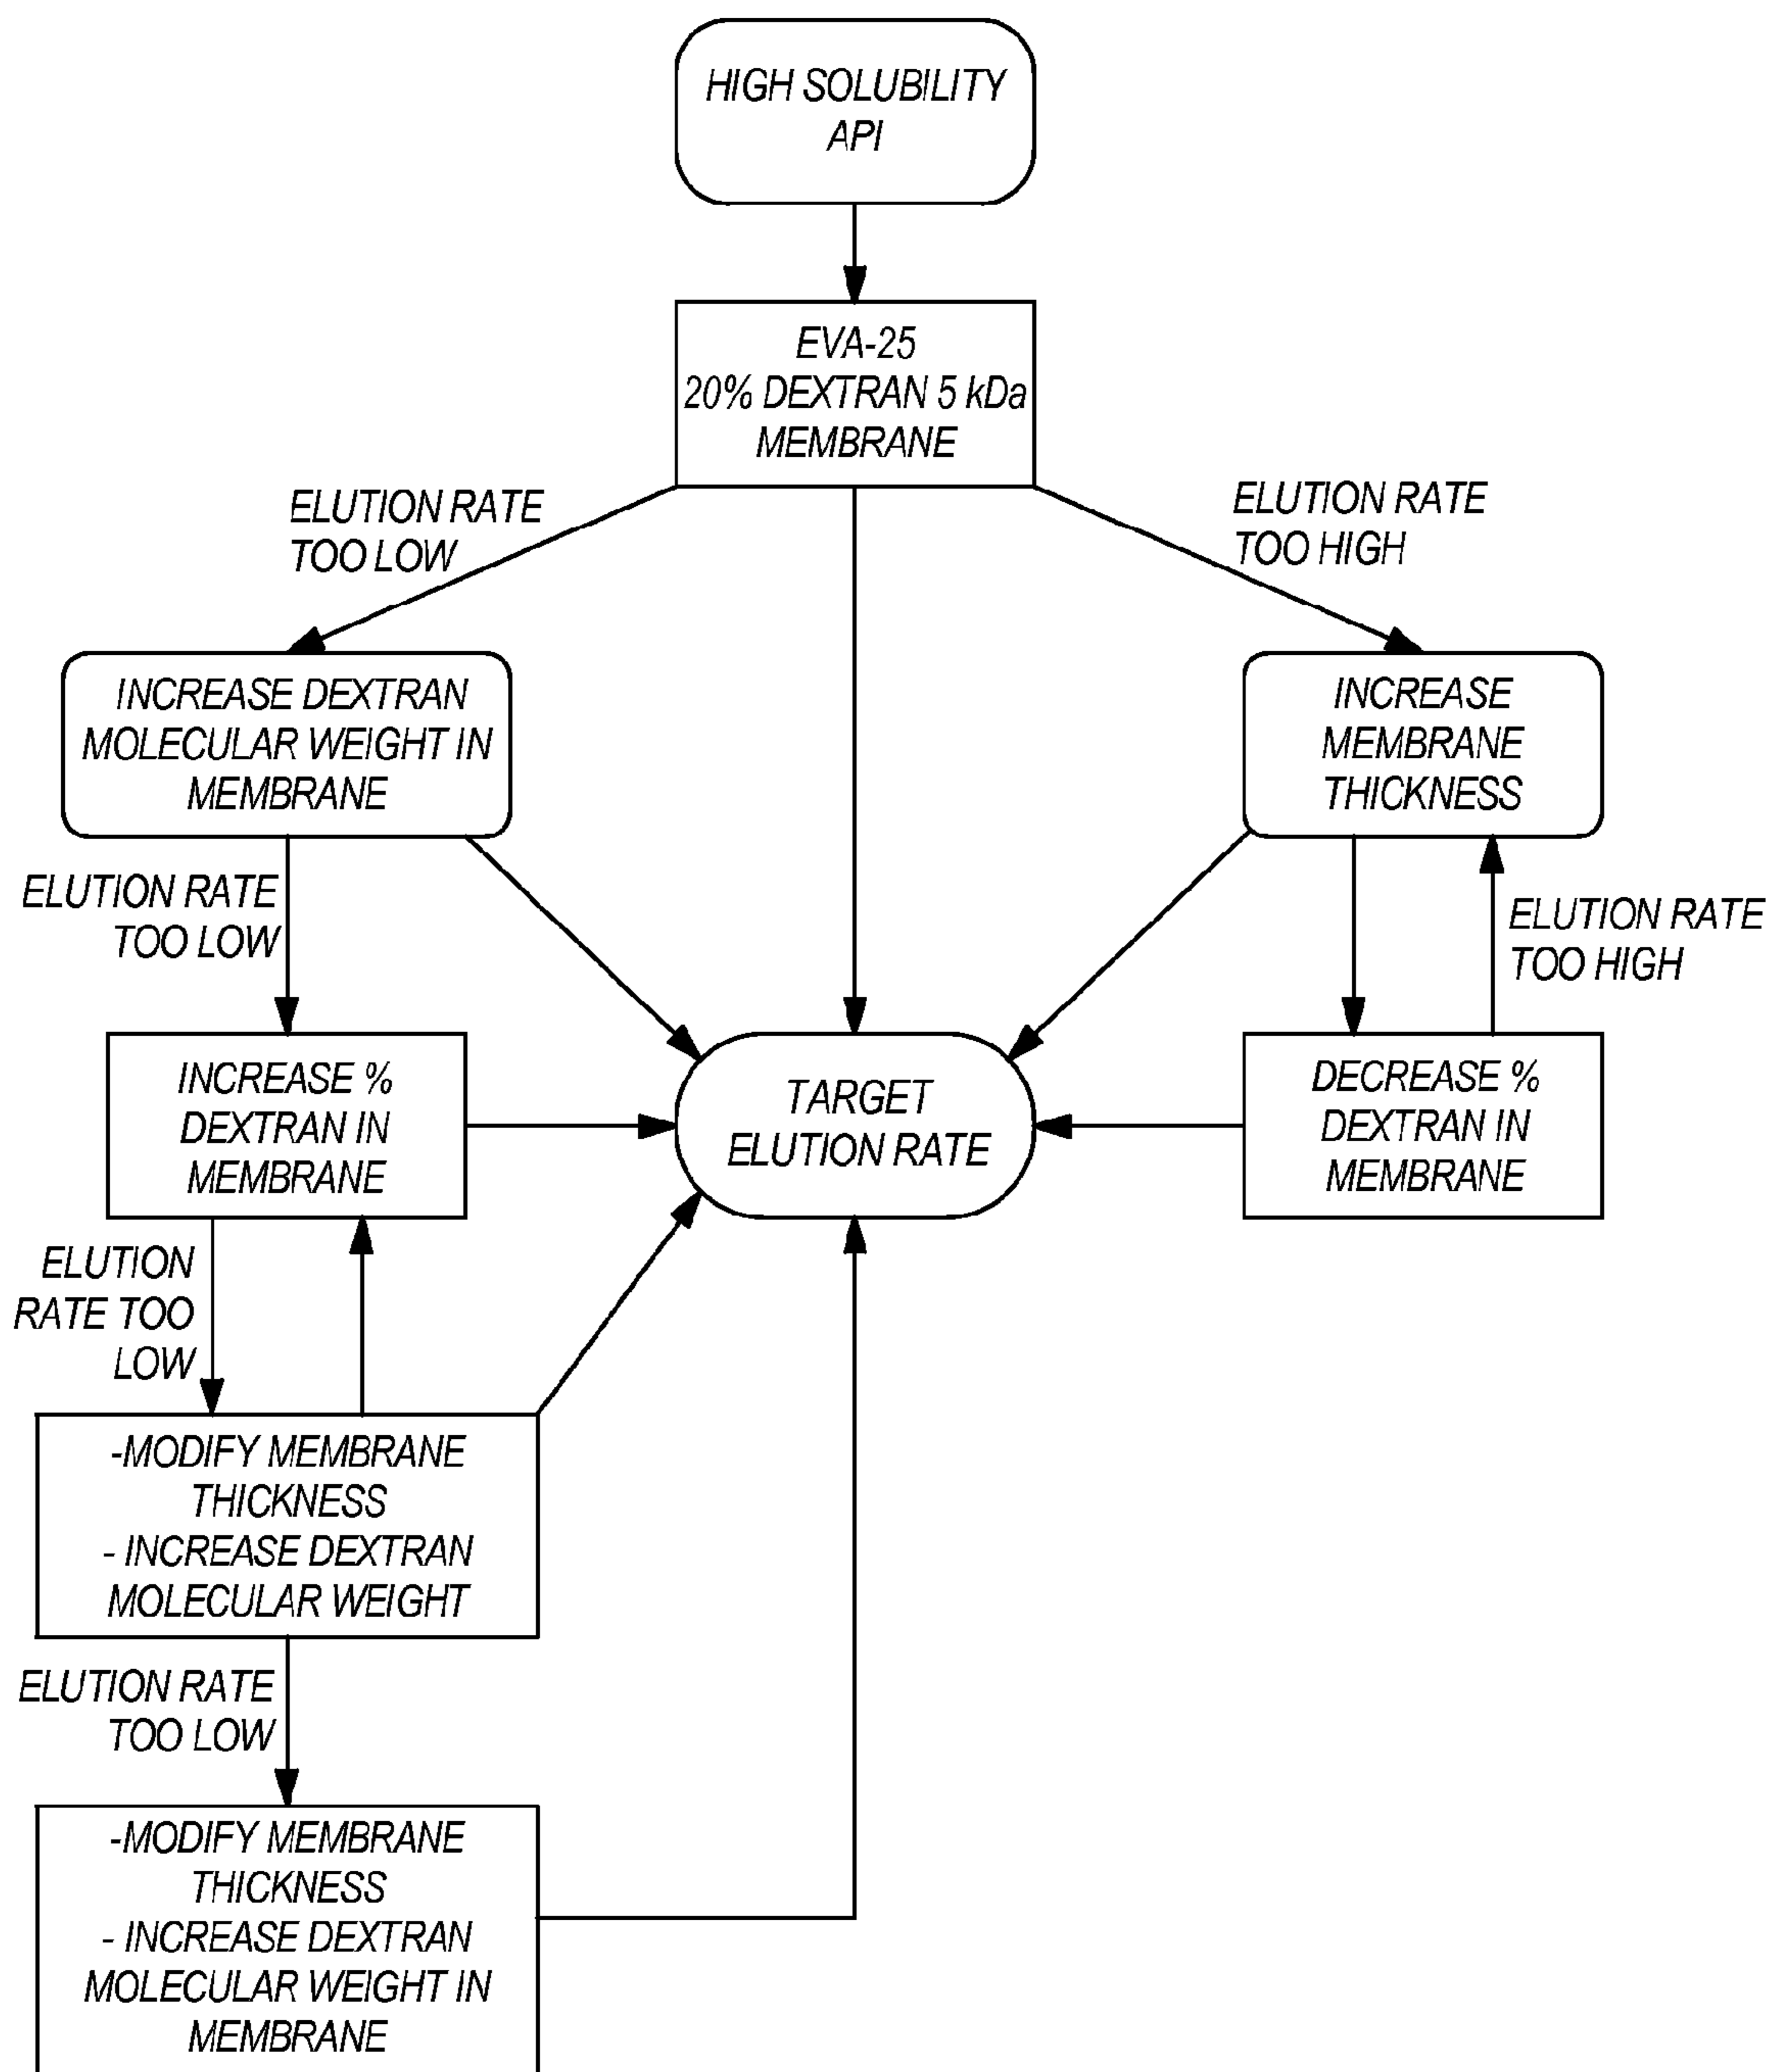 HIGH SOLUBILITY
API
EVA-25
20% DEXTRAN 5 kDa
MEMBRANE
ELUTION RATE
TOO LOW
ELUTION RATE
TOO HIGH
INCREASE DEXTRAN
MOLECULAR WEIGHT IN
MEMBRANE
INCREASE
MEMBRANE
THICKNESS
ELUTION RATE
TOO LOW
ELUTION RATE
TOO HIGH
INCREASE %
DEXTRAN IN
MEMBRANE
TARGET
ELUTION RATE
DECREASE %
DEXTRAN IN
MEMBRANE
ELUTION
RATE TOO
LOW
-MODIFY MEMBRANE
THICKNESS
- INCREASE DEXTRAN
MOLECULAR WEIGHT
ELUTION RATE
TOO LOW
-MODIFY MEMBRANE
THICKNESS
- INCREASE DEXTRAN
MOLECULAR WEIGHT IN
MEMBRANE